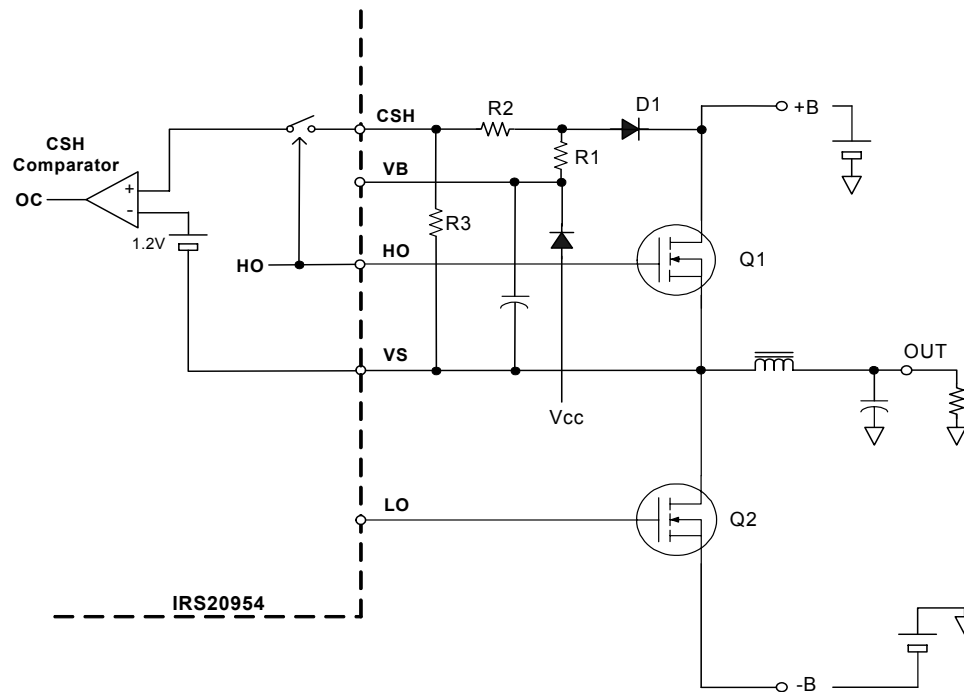 D1
+B
R2
CSH
CSH
Comparator
R1
VB
+
OC
-
R3
1.2V
HO
HO
Q1
VS
OUT
Vcc
LO
Q2
IRS20954
-B